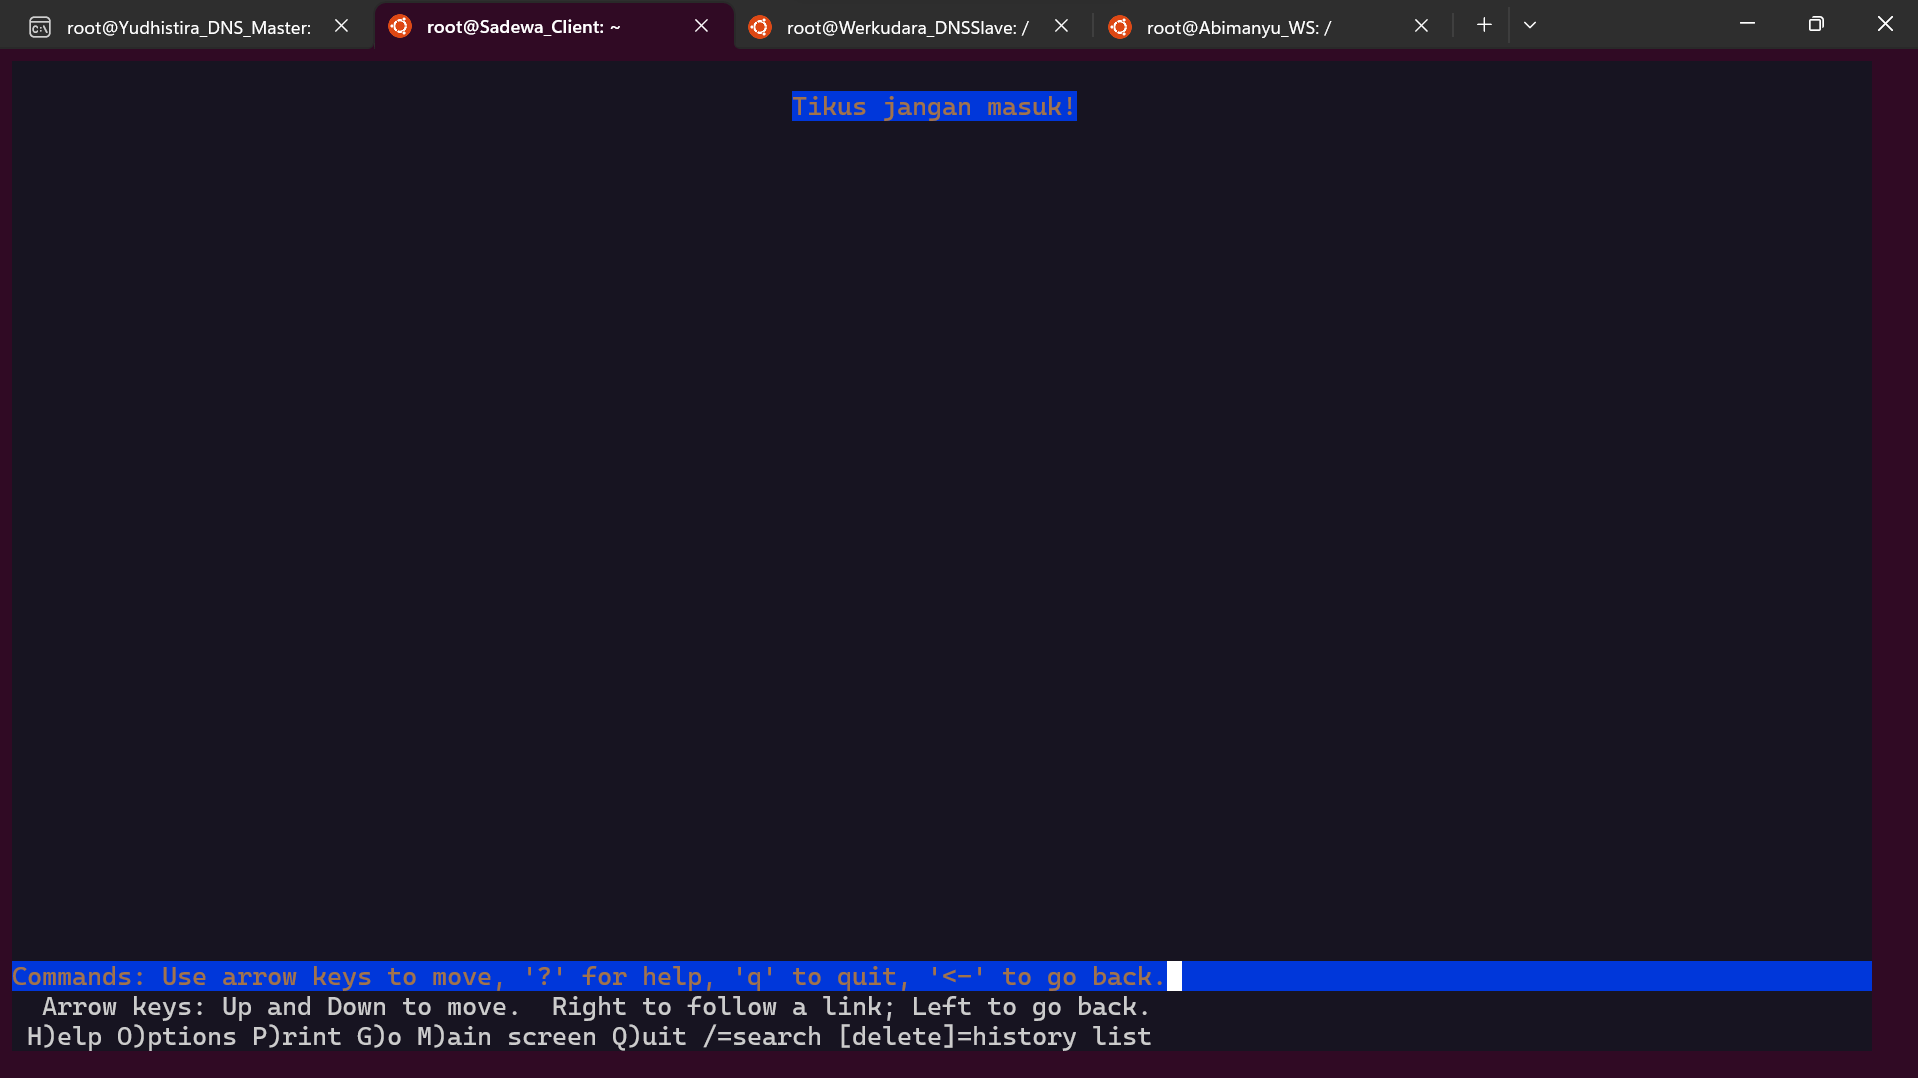 root@Yudhistira_DNS_Master: root@Sadewa_Client: ~ root@Werkudara_DNSSlave: / root@Abimanyu_WS: /
Tikus jangan masuk!
Commands: Use arrow keys to move, '?' for help, 'q' to quit, '<-' to go back.
Arrow keys: Up and Down to move. Right to follow a link; Left to go back.
H)elp O)ptions P)rint G)o M)ain screen Q)uit /=search [delete]=history list